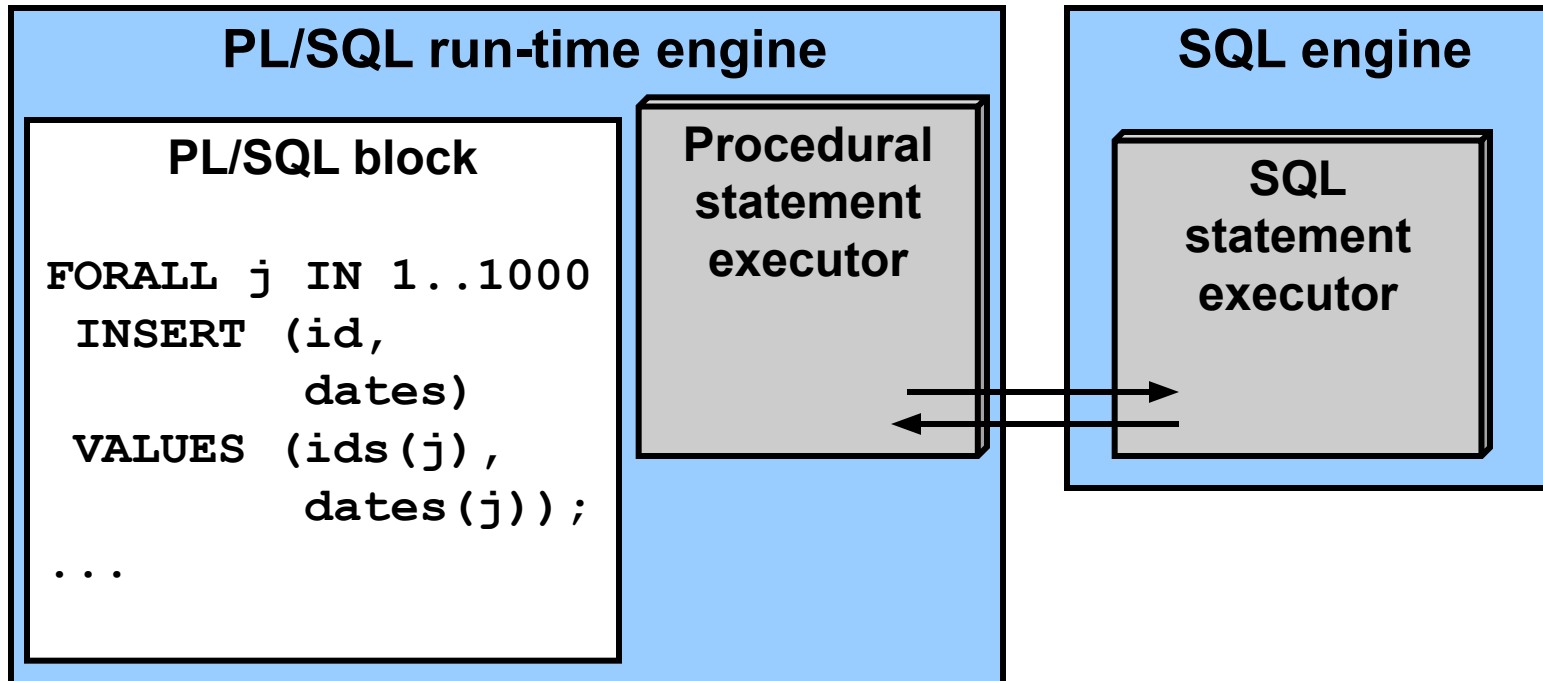 PL/SQL run-time engine
PL/SQL block
FORALL j IN 1..1000
INSERT (id,
dates)
VALUES (ids(j),
dates(j));
...
Procedural
statement
executor
SQL engine
SQL
statement
executor